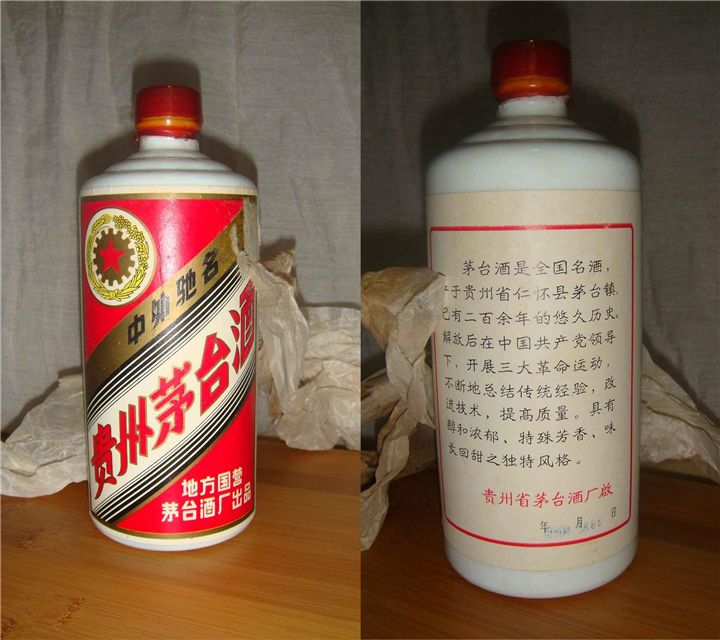 中外驰名
贵州茅台酒
地方国营
茅台酒厂出品
茅台酒是全国名酒，
产于贵州省仁怀县茅台镇，
已有二百余年的悠久历史。
解放后在中国共产党领导
下，开展三大革命运动，
不断地总结传统经验，改
进技术，提高质量。具有
醇和浓郁、特殊芳香、味
长回甜之独特风格。
贵州省茅台酒厂啟
年 月 日